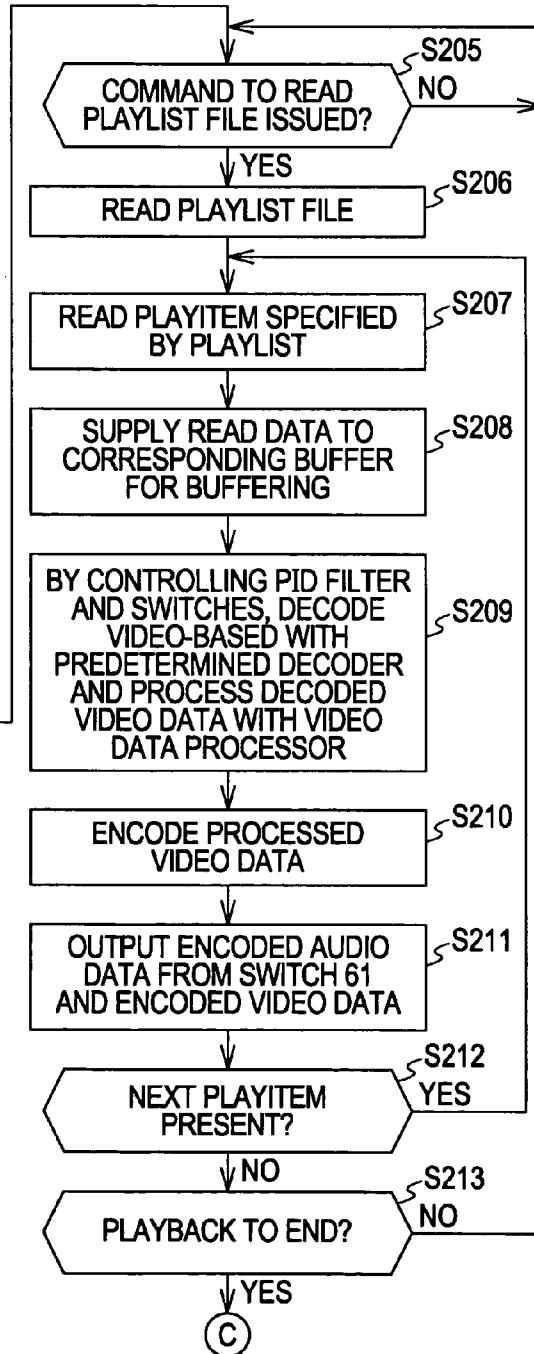 S205
COMMAND TO READ
PLAYLIST FILE ISSUED?
NO
YES
S206
READ PLAYLIST FILE
S207
READ PLAYITEM SPECIFIED
BY PLAYLIST
S208
SUPPLY READ DATA TO
CORRESPONDING BUFFER
FOR BUFFERING
S209
BY CONTROLLING PID FILTER
AND SWITCHES, DECODE
VIDEO-BASED WITH
PREDETERMINED DECODER
AND PROCESS DECODED
VIDEO DATA WITH VIDEO
DATA PROCESSOR
S210
ENCODE PROCESSED
VIDEO DATA
S211
OUTPUT ENCODED AUDIO
DATA FROM SWITCH 61
AND ENCODED VIDEO DATA
S212
NEXT PLAYITEM
PRESENT?
YES
NO
S213
PLAYBACK TO END?
NO
YES
C